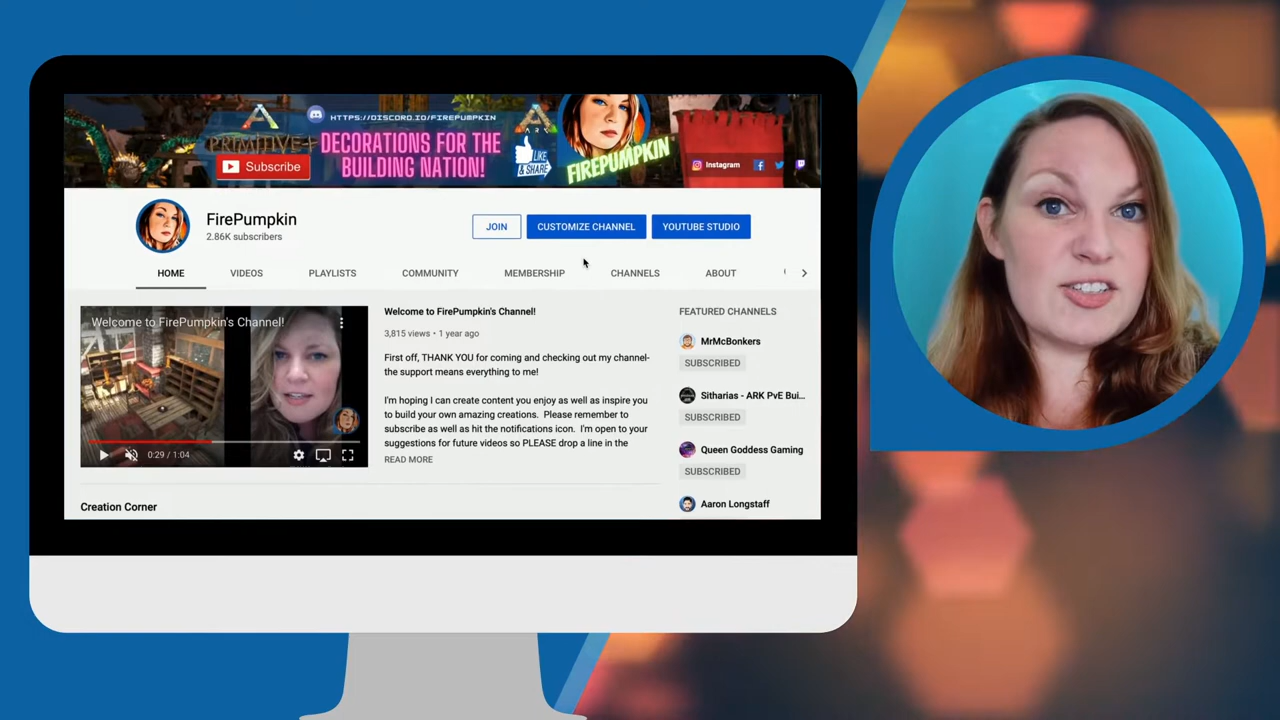 HTTPS://DISCORD.IO/FIREPUMPKIN
PRIMITIVE+
DECORATIONS FOR THE
BUILDING NATION!
Subscribe
LIKE
& SHARE
ARK
FIREPUMPKIN
Instagram
FirePumpkin
2.86K subscribers
JOIN
CUSTOMIZE CHANNEL
YOUTUBE STUDIO
HOME
VIDEOS
PLAYLISTS
COMMUNITY
MEMBERSHIP
CHANNELS
ABOUT
Welcome to FirePumpkin's Channel!
0:29 / 1:04
Welcome to FirePumpkin's Channel!
3,815 views • 1 year ago
First off, THANK YOU for coming and checking out my channel-
the support means everything to me!
I'm hoping I can create content you enjoy as well as inspire you
to build your own amazing creations. Please remember to
subscribe as well as hit the notifications icon. I'm open to your
suggestions for future videos so PLEASE drop a line in the
READ MORE
FEATURED CHANNELS
MrMcBonkers
SUBSCRIBED
Sitharias - ARK PvE Bui...
SUBSCRIBED
Queen Goddess Gaming
SUBSCRIBED
Aaron Longstaff
Creation Corner